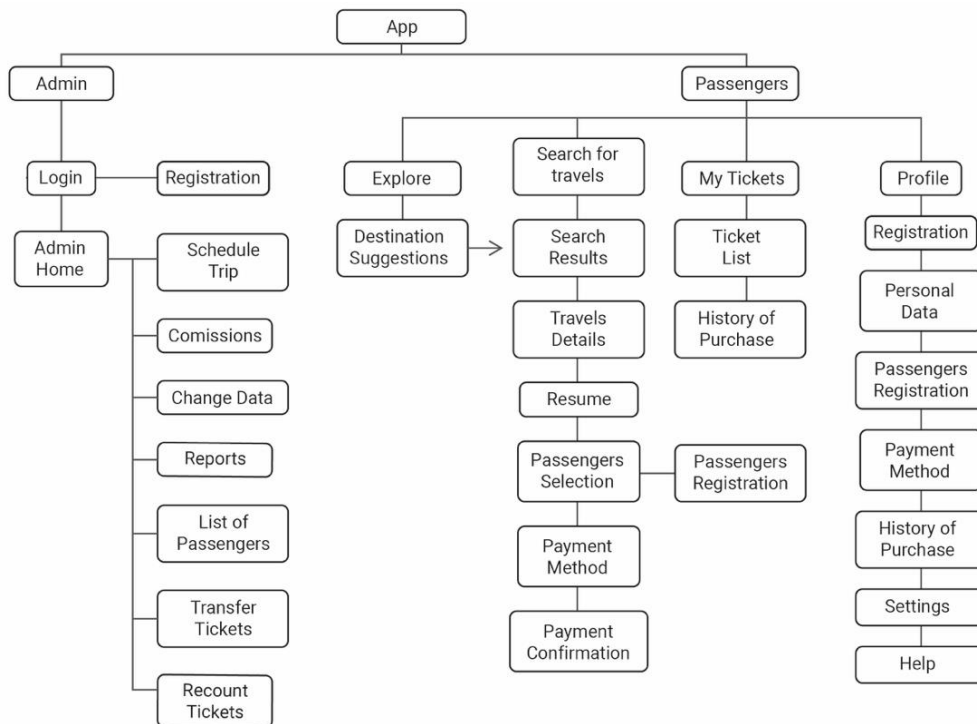 App
Admin
Passengers
Login
Registration
Admin
Home
Schedule
Trip
Comissions
Change Data
Reports
List of
Passengers
Transfer
Tickets
Recount
Tickets
Explore
Destination
Suggestions
Search for
travels
Search
Results
Travels
Details
Resume
Passengers
Selection
Passengers
Registration
Payment
Method
Payment
Confirmation
My Tickets
Ticket
List
History of
Purchase
Profile
Registration
Personal
Data
Passengers
Registration
Payment
Method
History of
Purchase
Settings
Help